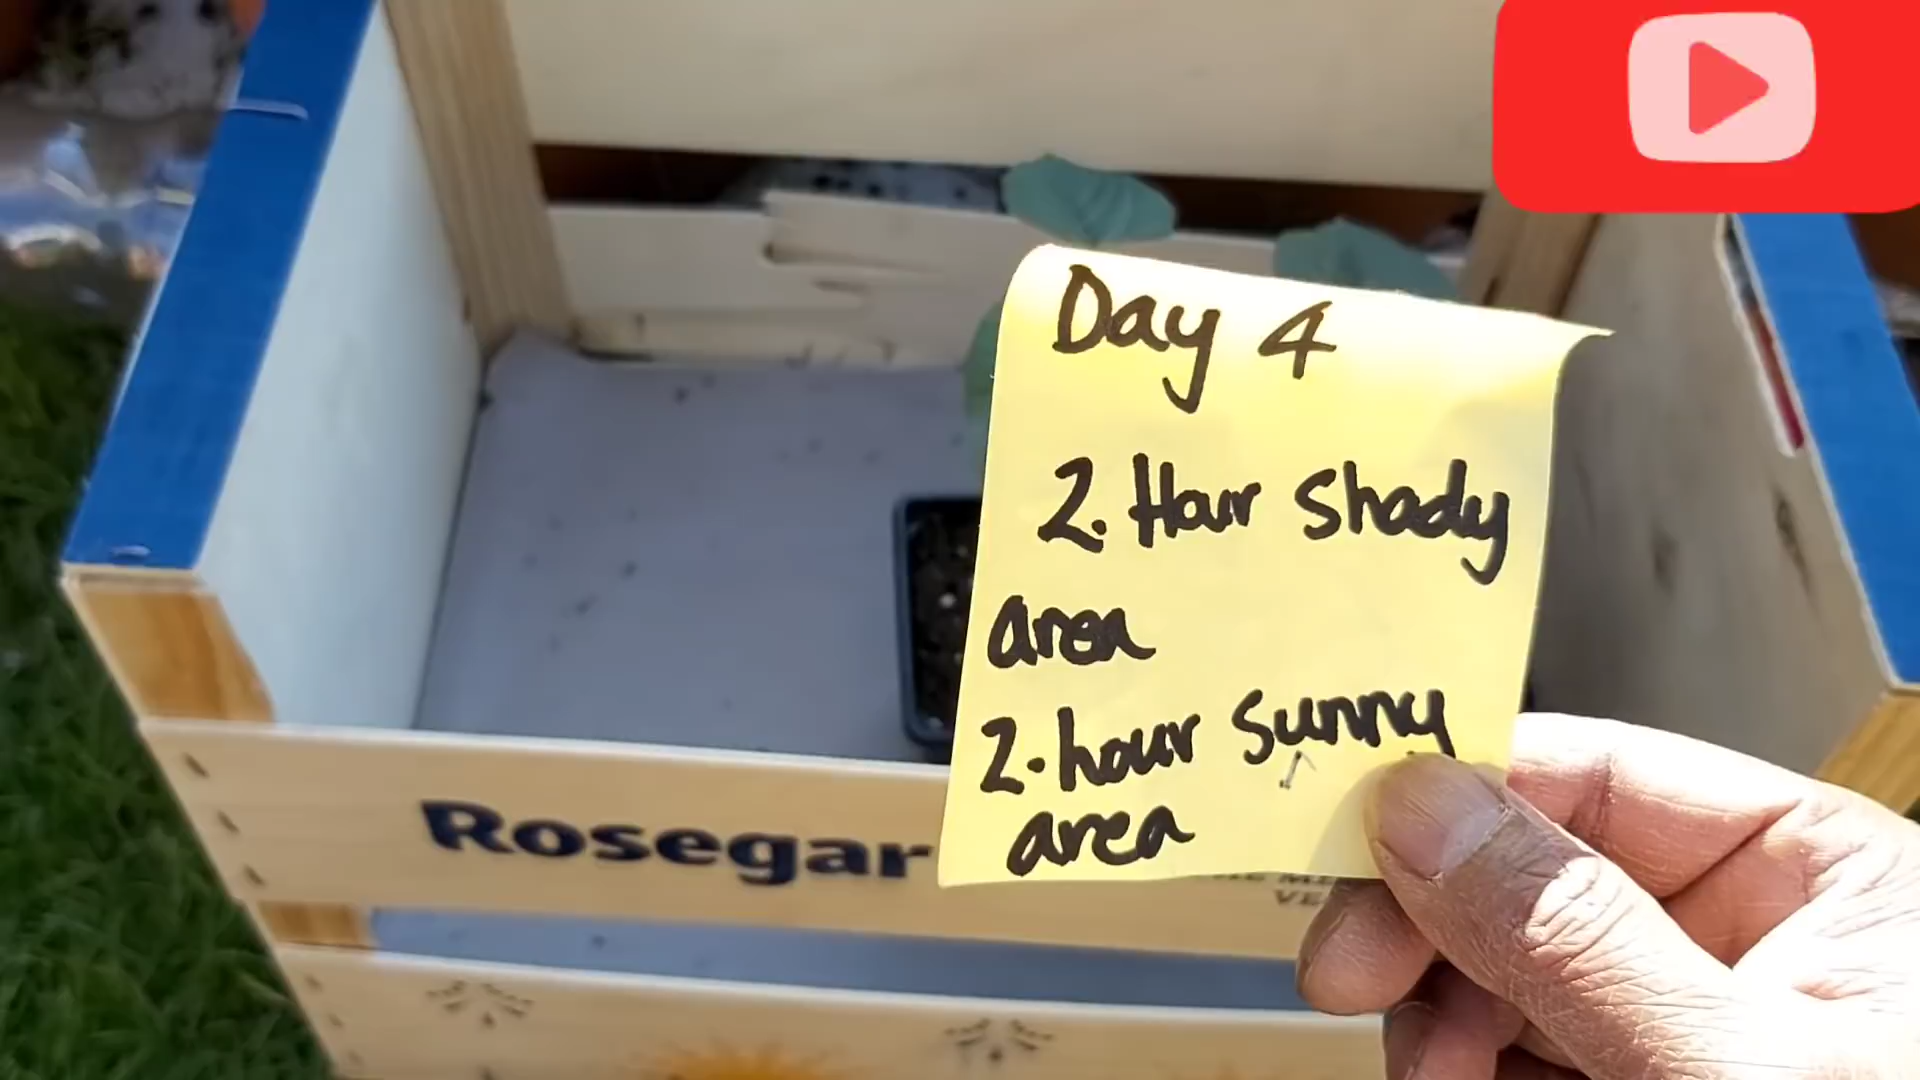 Day 4
2. Hour Shady
area
2. hour Sunny
area
Rosegar